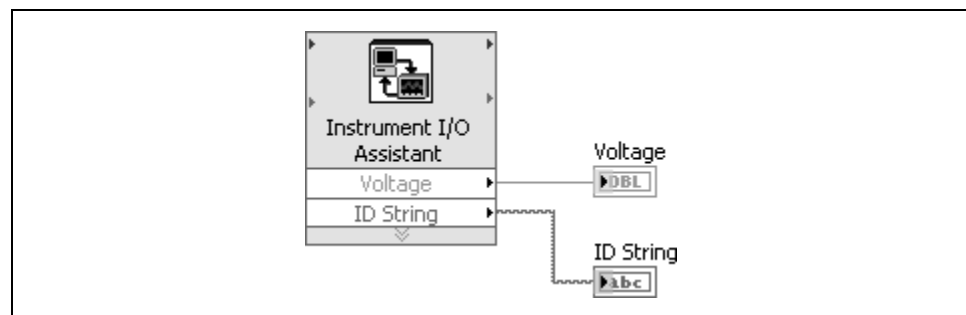 Instrument I/O
Assistant
Voltage
ID String
Voltage
DBL
ID String
abc